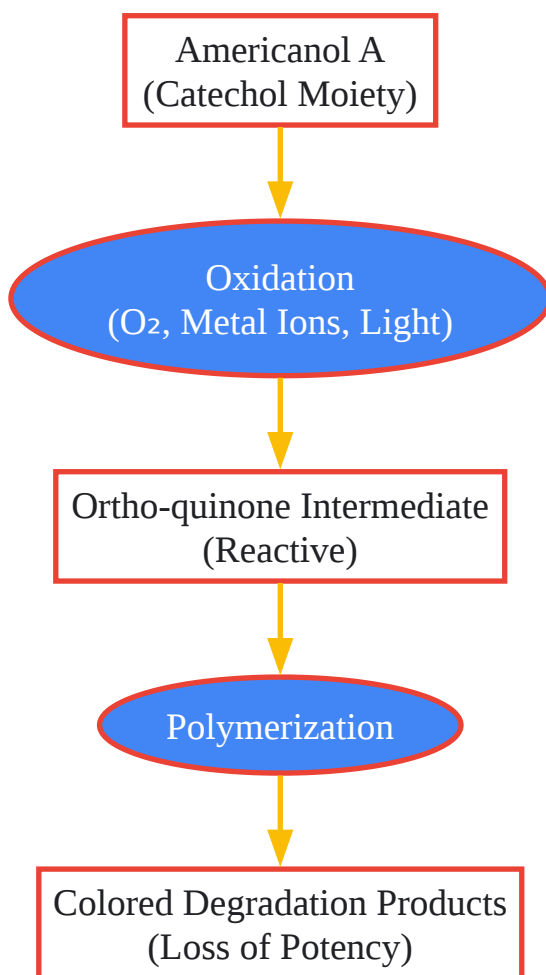 Americanol A
(Catechol Moiety)
Oxidation
(O₂, Metal Ions, Light)
Ortho-quinone Intermediate
(Reactive)
Polymerization
Colored Degradation Products
(Loss of Potency)